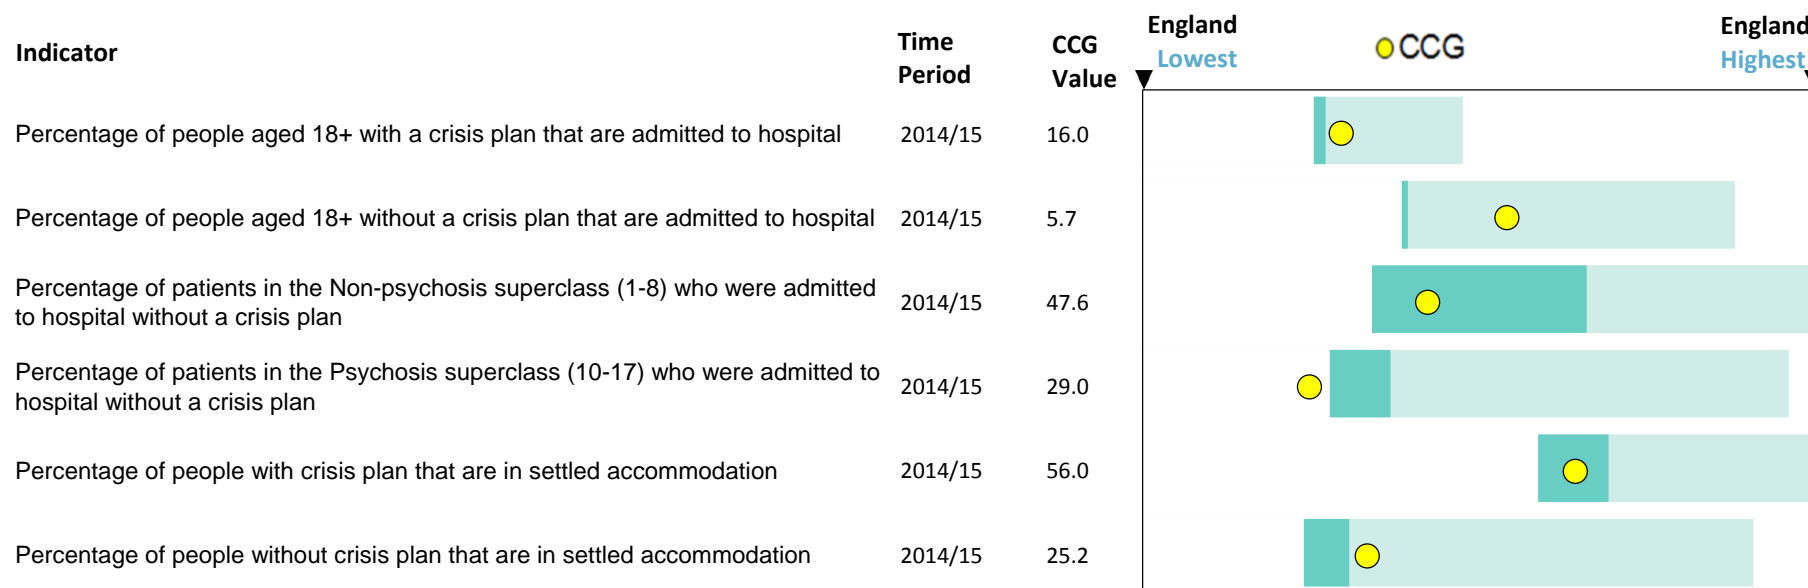 Indicator
Time
Period
CCG
Value
England
Lowest
CCG
England
Highest
Percentage of people aged 18+ with a crisis plan that are admitted to hospital 2014/15 16.0
Percentage of people aged 18+ without a crisis plan that are admitted to hospital 2014/15 5.7
Percentage of patients in the Non-psychosis superclass (1-8) who were admitted
to hospital without a crisis plan
2014/15 47.6
Percentage of patients in the Psychosis superclass (10-17) who were admitted to
hospital without a crisis plan
2014/15 29.0
Percentage of people with crisis plan that are in settled accommodation 2014/15 56.0
Percentage of people without crisis plan that are in settled accommodation 2014/15 25.2